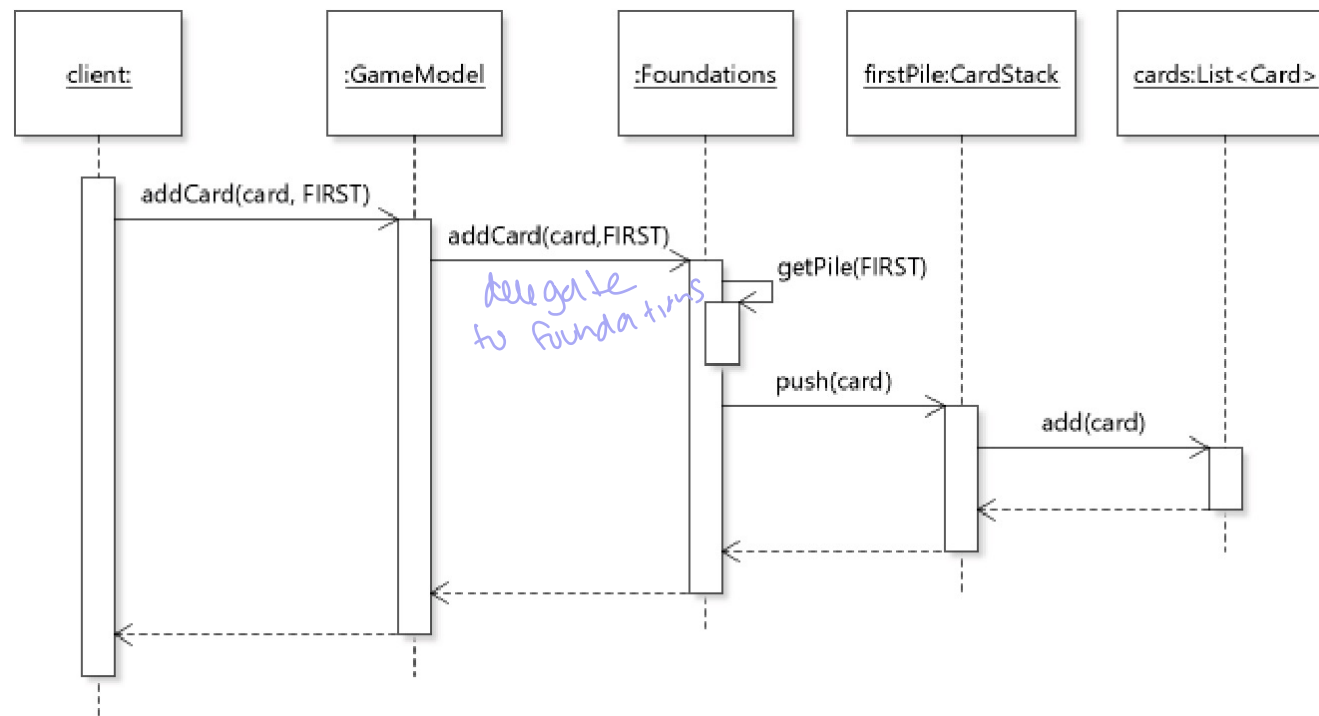 client:
:GameModel
:Foundations
firstPile:CardStack
cards:List<Card>
addCard(card, FIRST)
addCard(card,FIRST)
getPile(FIRST)
delegate
to foundations
push(card)
add(card)